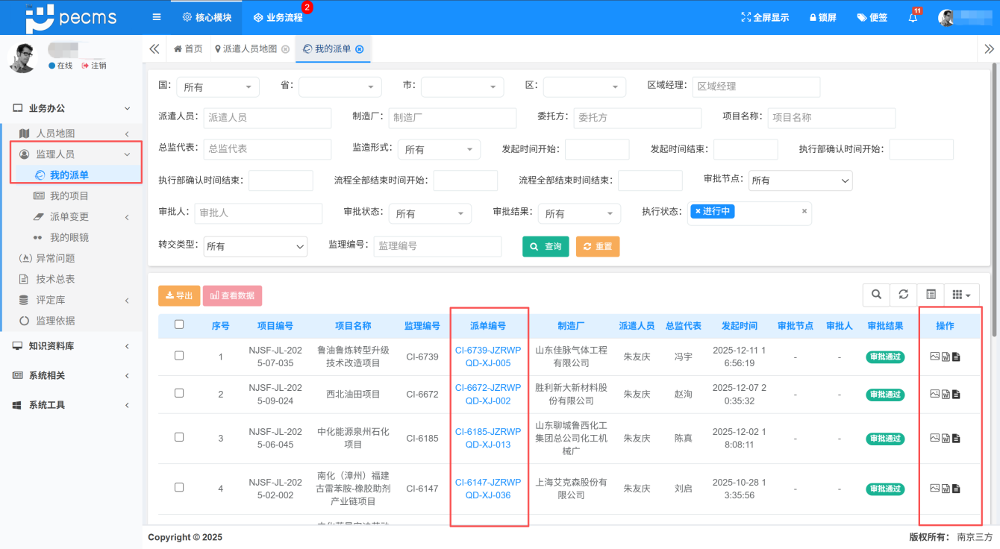 pecms
核心模块
业务流程
2
全屏显示
锁屏
便签
11
在线 注销
首页
派遣人员地图
我的派单
业务办公
人员地图
监理人员
我的派单
我的项目
派单变更
我的眼镜
异常问题
技术总表
评定库
监理依据
知识资料库
系统相关
系统工具
国: 所有 省: 市: 区: 区域经理: 区域经理
派遣人员: 派遣人员 制造厂: 制造厂 委托方: 委托方 项目名称: 项目名称
总监代表: 总监代表 监造形式: 所有 发起时间开始: 发起时间结束: 执行部确认时间开始:
执行部确认时间结束: 流程全部结束时间开始: 流程全部结束时间结束: 审批节点: 所有
审批人: 审批人 审批状态: 所有 审批结果: 所有 执行状态: × 进行中 ×
转交类型: 所有 监理编号: 监理编号 查询 重置
导出 查看数据
序号 项目编号 项目名称 监理编号 派单编号 制造厂 派遣人员 总监代表 发起时间 审批节点 审批人 审批结果 操作
1 NJSF-JL-202
5-07-035 鲁油鲁炼转型升级
技术改造项目 CI-6739 CI-6739-JZRWP
QD-XJ-005 山东佳脉气体工程
有限公司 朱友庆 冯宇 2025-12-11 1
6:56:19 - - 审批通过
2 NJSF-JL-202
5-09-024 西北油田项目 CI-6672 CI-6672-JZRWP
QD-XJ-002 胜利新大新材料股
份有限公司 朱友庆 赵洵 2025-12-07 2
0:35:32 - - 审批通过
3 NJSF-JL-202
5-06-045 中化能源泉州石化
项目 CI-6185 CI-6185-JZRWP
QD-XJ-013 山东聊城鲁西化工
集团总公司化工机
械厂 朱友庆 陈真 2025-12-02 1
8:08:11 - - 审批通过
4 NJSF-JL-202
5-02-002 南化（漳州）福建
古雷苯胺-橡胶助剂
产业链项目 CI-6147 CI-6147-JZRWP
QD-XJ-036 上海艾克森股份有
限公司 朱友庆 刘启 2025-10-28 1
3:35:56 - - 审批通过
Copyright © 2025
版权所有: 南京三方